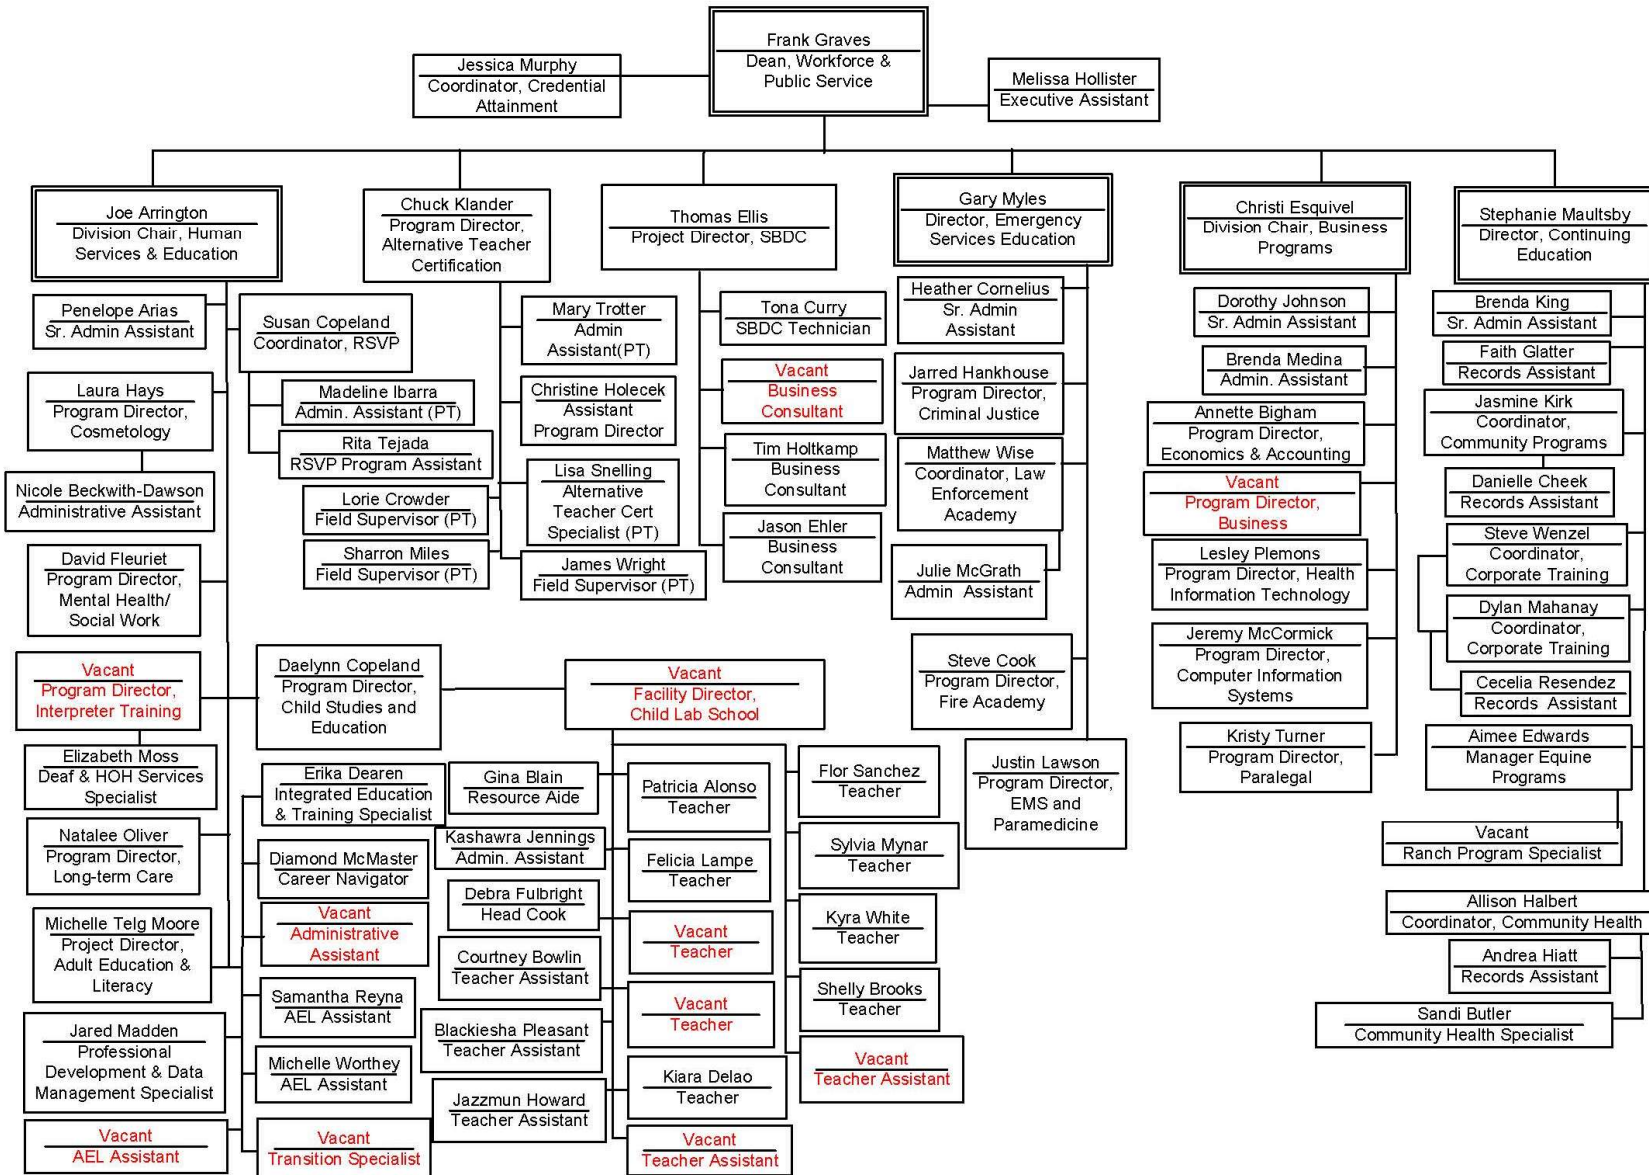 Frank Graves
Dean, Workforce &
Public Service
Jessica Murphy
Coordinator, Credential
Attainment
Melissa Hollister
Executive Assistant
Joe Arrington
Division Chair, Human
Services & Education
Penelope Arias
Sr. Admin Assistant
Susan Copeland
Coordinator, RSVP
Madeline Ibarra
Admin. Assistant (PT)
Rita Tejada
RSVP Program Assistant
Laura Hays
Program Director,
Cosmetology
Nicole Beckwith-Dawson
Administrative Assistant
David Fleuriet
Program Director,
Mental Health/
Social Work
Vacant
Program Director,
Interpreter Training
Elizabeth Moss
Deaf & HOH Services
Specialist
Natalee Oliver
Program Director,
Long-term Care
Michelle Telg Moore
Project Director,
Adult Education &
Literacy
Jared Madden
Professional
Development & Data
Management Specialist
Vacant
AEL Assistant
Daelynn Copeland
Program Director,
Child Studies and
Education
Erika Dearen
Integrated Education
& Training Specialist
Diamond McMaster
Career Navigator
Vacant
Administrative
Assistant
Samantha Reyna
AEL Assistant
Michelle Worthey
AEL Assistant
Vacant
Transition Specialist
Vacant
Facility Director,
Child Lab School
Gina Blain
Resource Aide
Kashawra Jennings
Admin. Assistant
Debra Fulbright
Head Cook
Courtney Bowlin
Teacher Assistant
Blackiesha Pleasant
Teacher Assistant
Jazzmun Howard
Teacher Assistant
Patricia Alonso
Teacher
Felicia Lampe
Teacher
Vacant
Teacher
Vacant
Teacher
Kiara Delao
Teacher
Vacant
Teacher Assistant
Flor Sanchez
Teacher
Sylvia Mynar
Teacher
Kyra White
Teacher
Shelly Brooks
Teacher
Vacant
Teacher Assistant
Chuck Klander
Program Director,
Alternative Teacher
Certification
Mary Trotter
Admin
Assistant(PT)
Christine Holecek
Assistant
Program Director
Lisa Snelling
Alternative
Teacher Cert
Specialist (PT)
Lorie Crowder
Field Supervisor (PT)
Sharron Miles
Field Supervisor (PT)
James Wright
Field Supervisor (PT)
Thomas Ellis
Project Director, SBDC
Tona Curry
SBDC Technician
Vacant
Business
Consultant
Tim Holtkamp
Business
Consultant
Jason Ehler
Business
Consultant
Gary Myles
Director, Emergency
Services Education
Heather Cornelius
Sr. Admin
Assistant
Jarred Hankhouse
Program Director,
Criminal Justice
Matthew Wise
Coordinator, Law
Enforcement
Academy
Julie McGrath
Admin Assistant
Steve Cook
Program Director,
Fire Academy
Justin Lawson
Program Director,
EMS and
Paramedicine
Christi Esquivel
Division Chair, Business
Programs
Dorothy Johnson
Sr. Admin Assistant
Brenda Medina
Admin. Assistant
Annette Bigham
Program Director,
Economics & Accounting
Vacant
Program Director,
Business
Lesley Plemons
Program Director, Health
Information Technology
Jeremy McCormick
Program Director,
Computer Information
Systems
Kristy Turner
Program Director,
Paralegal
Stephanie Maultsby
Director, Continuing
Education
Brenda King
Sr. Admin Assistant
Faith Glatter
Records Assistant
Jasmine Kirk
Coordinator,
Community Programs
Danielle Cheek
Records Assistant
Steve Wenzel
Coordinator,
Corporate Training
Dylan Mahanay
Coordinator,
Corporate Training
Cecelia Resendez
Records Assistant
Aimee Edwards
Manager Equine
Programs
Vacant
Ranch Program Specialist
Allison Halbert
Coordinator, Community Health
Andrea Hiatt
Records Assistant
Sandi Butler
Community Health Specialist